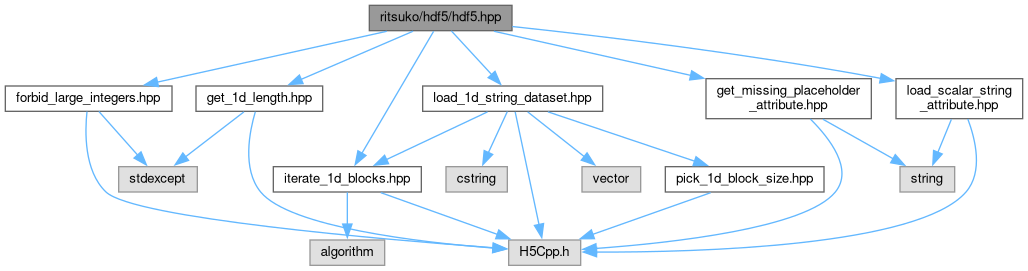 ritsuko/hdf5/hdf5.hpp
forbid_large_integers.hpp
get_1d_length.hpp
load_1d_string_dataset.hpp
get_missing_placeholder
_attribute.hpp
load_scalar_string
_attribute.hpp
stdexcept
iterate_1d_blocks.hpp
cstring
vector
pick_1d_block_size.hpp
string
algorithm
H5Cpp.h